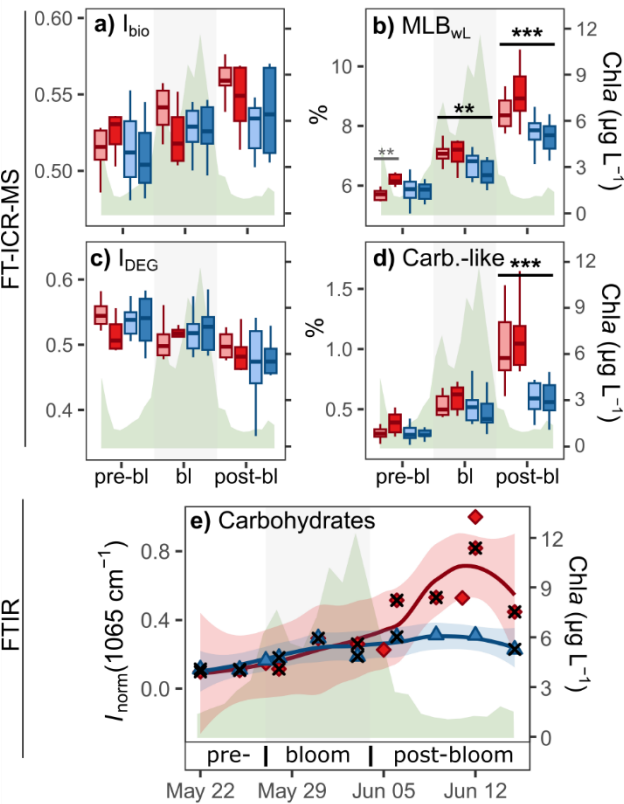 FT-ICR-MS
a) I_bio
0.60
0.55
0.50
b) MLB_wL
%
10
8
6
**
**
***
12
9
6
3
0
Chla (µg L⁻¹)
c) I_DEG
0.6
0.5
0.4
pre-bl bl post-bl
d) Carb.-like
%
1.5
1.0
0.5
***
12
9
6
3
0
Chla (µg L⁻¹)
pre-bl bl post-bl
FTIR
e) Carbohydrates
I_norm(1065 cm⁻¹)
0.8
0.4
0.0
12
9
6
3
0
Chla (µg L⁻¹)
pre- | bloom | post-bloom
May 22 May 29 Jun 05 Jun 12